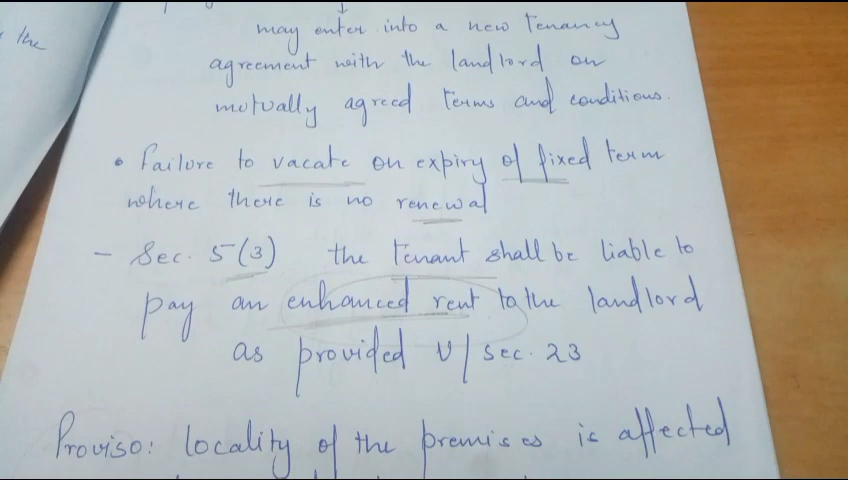 the
may enter into a new tenancy
agreement with the landlord on
mutually agreed terms and conditions.
• Failure to vacate on expiry of fixed term
where there is no renewal
- Sec. 5(3) the tenant shall be liable to
pay an enhanced rent to the landlord
as provided U/sec. 23
Proviso: locality of the premises is affected